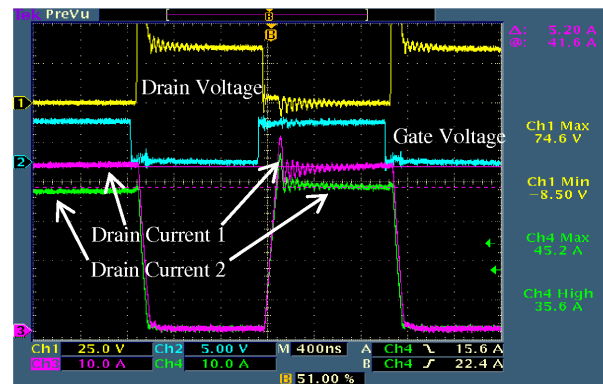 Tek PreVu
B
B
Δ: 5.20 A
@: 41.6 A
Drain Voltage
1
Gate Voltage
Ch1 Max
74.6 V
2
Ch1 Min
-8.50 V
Drain Current 1
Drain Current 2
Ch4 Max
45.2 A
Ch4 High
35.6 A
3
Ch1 25.0 V Ch2 5.00 V M 400ns A Ch4 15.6 A
Ch3 10.0 A Ch4 10.0 A B Ch4 22.4 A
B 51.00 %